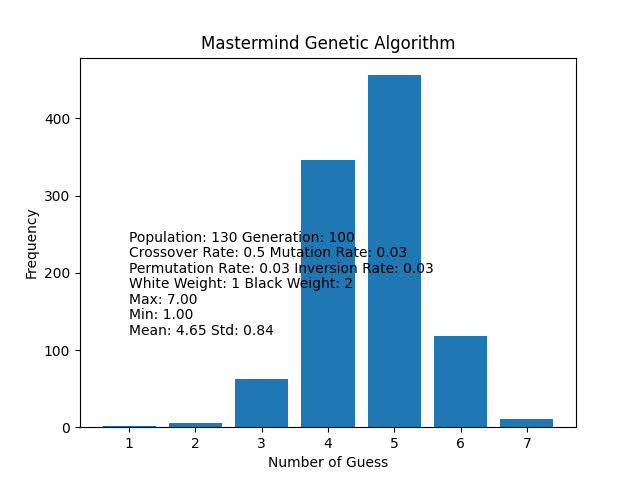 Mastermind Genetic Algorithm
Frequency
400
300
200
100
0
Population: 130 Generation: 100
Crossover Rate: 0.5 Mutation Rate: 0.03
Permutation Rate: 0.03 Inversion Rate: 0.03
White Weight: 1 Black Weight: 2
Max: 7.00
Min: 1.00
Mean: 4.65 Std: 0.84
1 2 3 4 5 6 7
Number of Guess